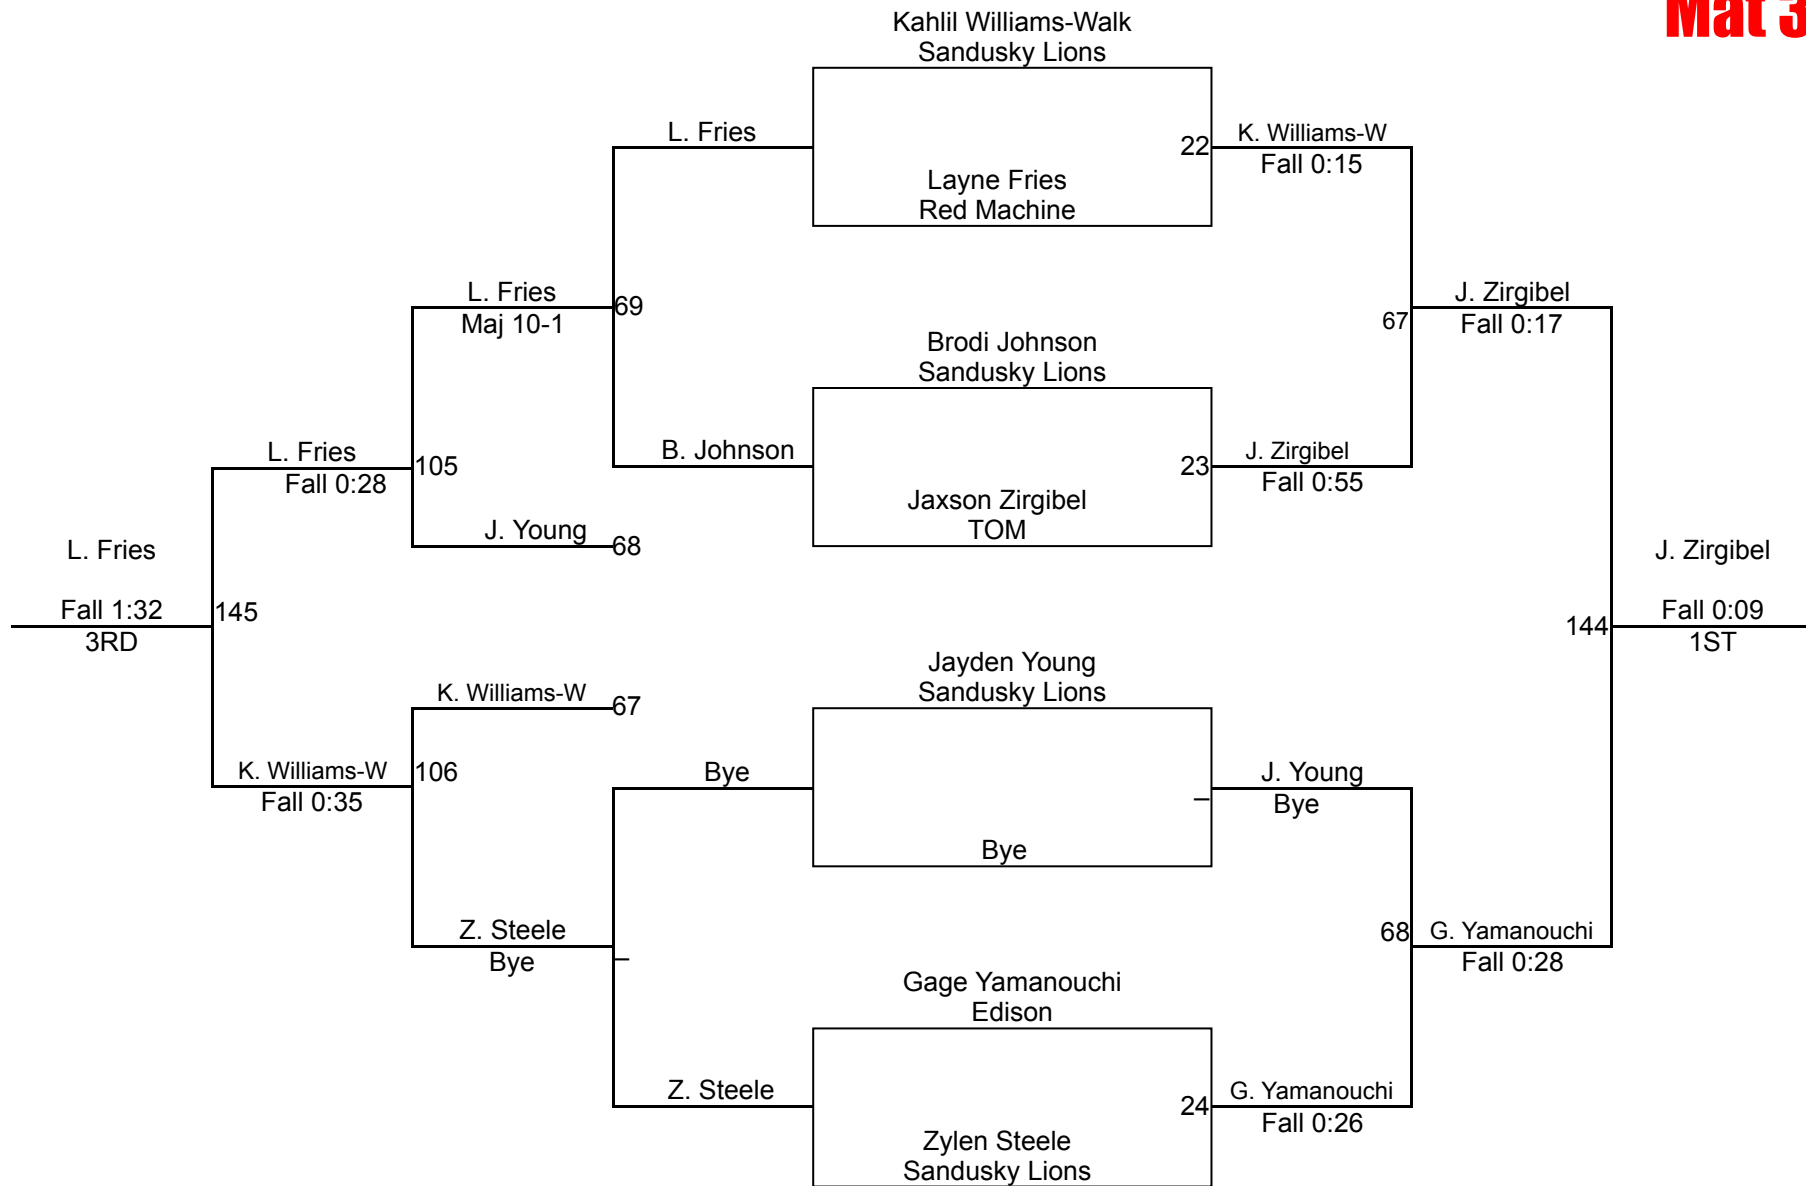 Mat 3
Kahlil Williams-Walk
Sandusky Lions
L. Fries
22
K. Williams-W
Fall 0:15
Layne Fries
Red Machine
L. Fries
Maj 10-1
69
J. Zirgibel
Fall 0:17
67
Brodi Johnson
Sandusky Lions
L. Fries
Fall 0:28
105
B. Johnson
23
J. Zirgibel
Fall 0:55
Jaxson Zirgibel
TOM
J. Young
68
L. Fries
Fall 1:32
3RD
145
J. Zirgibel
Fall 0:09
1ST
144
Jayden Young
Sandusky Lions
K. Williams-W
67
K. Williams-W
Fall 0:35
106
Bye
–
J. Young
Bye
Bye
Z. Steele
Bye
–
68
G. Yamanouchi
Fall 0:28
Gage Yamanouchi
Edison
Z. Steele
24
G. Yamanouchi
Fall 0:26
Zylen Steele
Sandusky Lions